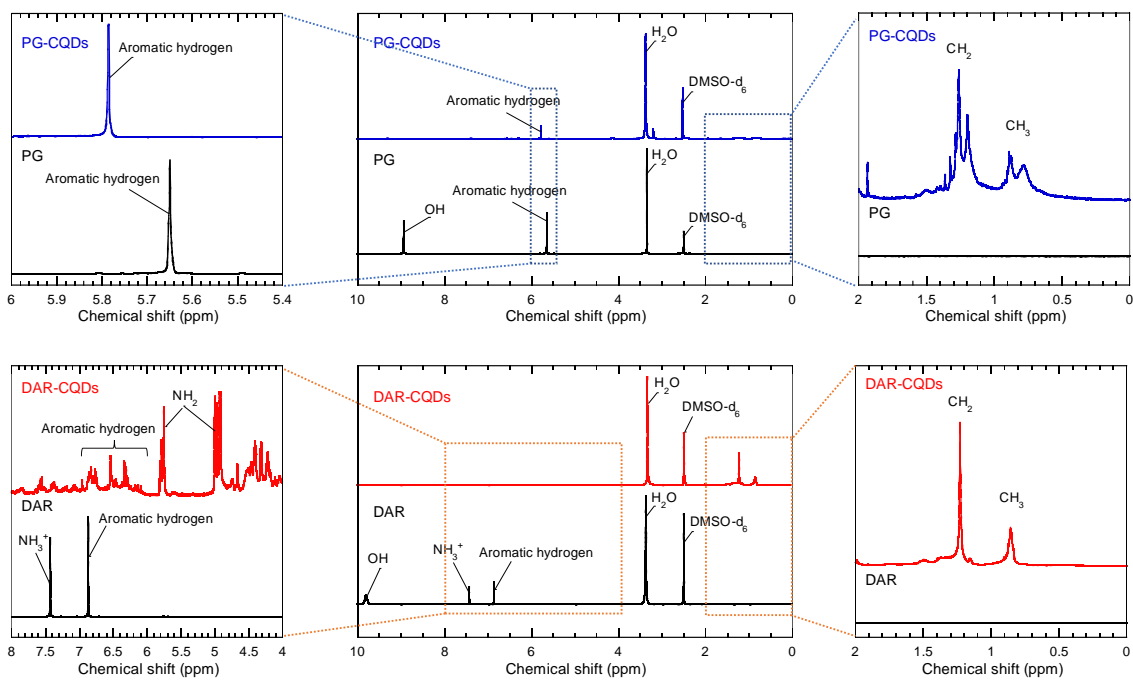 PG-CQDs
Aromatic hydrogen
PG
Aromatic hydrogen
6 5.9 5.8 5.7 5.6 5.5 5.4
Chemical shift (ppm)
PG-CQDs
H2O
DMSO-d6
Aromatic hydrogen
PG
H2O
Aromatic hydrogen
OH
DMSO-d6
10 8 6 4 2 0
Chemical shift (ppm)
PG-CQDs
CH2
CH3
PG
2 1.5 1 0.5 0
Chemical shift (ppm)
DAR-CQDs
NH2
Aromatic hydrogen
DAR
Aromatic hydrogen
NH3+
8 7.5 7 6.5 6 5.5 5 4.5 4
Chemical shift (ppm)
DAR-CQDs
H2O
DMSO-d6
H2O
DAR
DMSO-d6
OH
NH3+
Aromatic hydrogen
10 8 6 4 2 0
Chemical shift (ppm)
DAR-CQDs
CH2
CH3
DAR
2 1.5 1 0.5 0
Chemical shift (ppm)